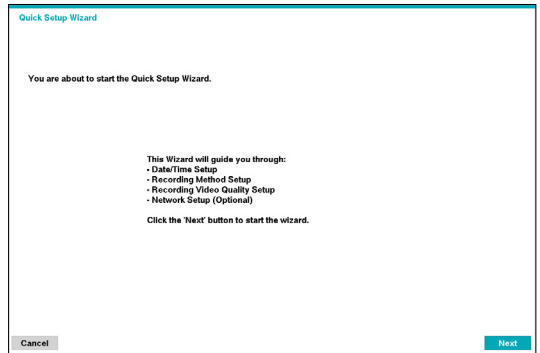 Quick Setup Wizard
You are about to start the Quick Setup Wizard.
This Wizard will guide you through:
- Date/Time Setup
- Recording Method Setup
- Recording Video Quality Setup
- Network Setup (Optional)
Click the 'Next' button to start the wizard.
Cancel
Next